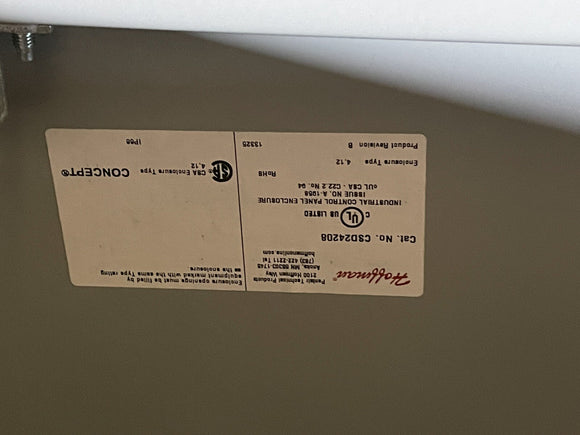 Hoffman®
Pentair Technical Products
2100 Hoffman Way
Anoka, MN 55303-1745
(763) 422-2211 Tel
hoffmanonline.com
Cat. No. CSD24208
C UL US LISTED
INDUSTRIAL CONTROL PANEL ENCLOSURE
ISSUE NO. A-1958
cUL CSA - C22.2 No. 94
RoHS
Enclosure Type 4,12
Product Revision B 13325
Enclosure openings must be filled by
equipment marked with the same Type rating
as the enclosure
CONCEPT®
CSA Enclosure Type
4,12
IP66